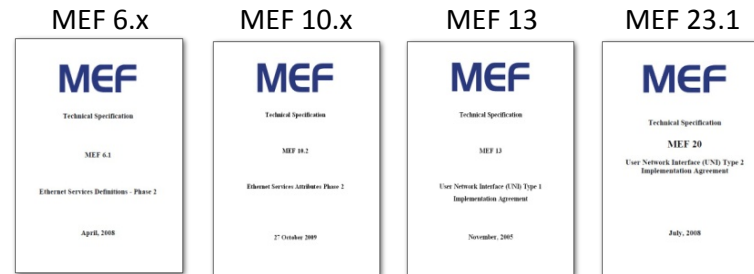 MEF 6.x
MEF 10.x
MEF 13
MEF 23.1
MEF
Technical Specification
MEF 6.1
Ethernet Services Definitions - Phase 2
April, 2008
MEF
Technical Specification
MEF 10.2
Ethernet Services Attributes Phase 2
27 October 2009
MEF
Technical Specification
MEF 13
User Network Interface (UNI) Type 1
Implementation Agreement
November, 2005
MEF
Technical Specification
MEF 20
User Network Interface (UNI) Type 2
Implementation Agreement
July, 2008